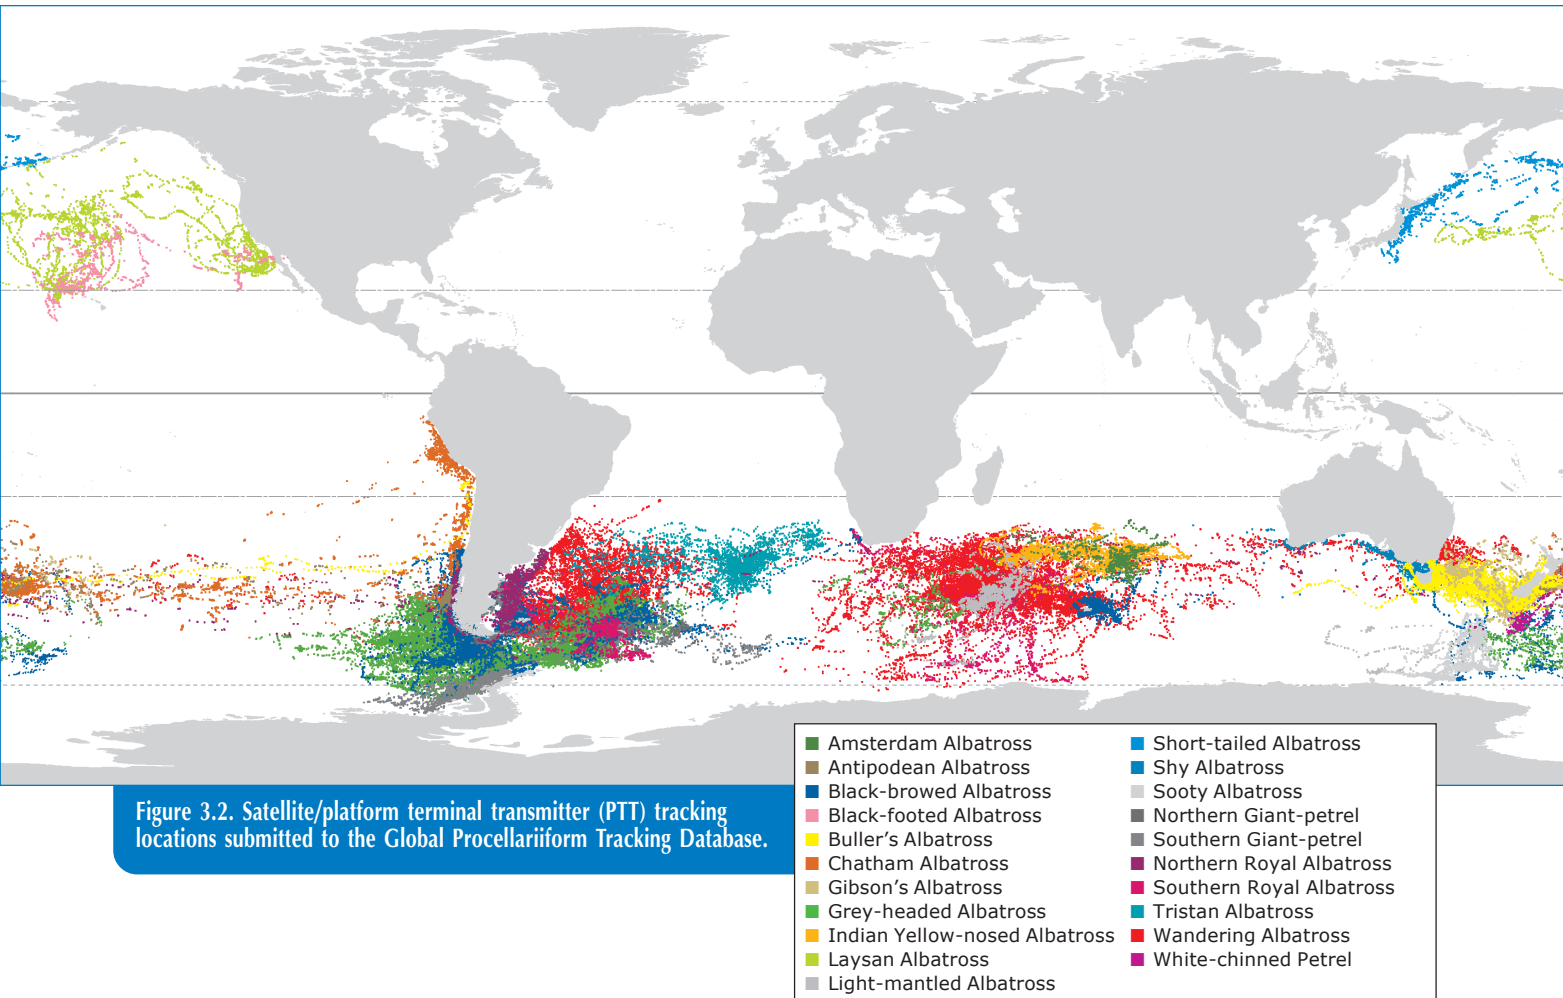 Figure 3.2. Satellite/platform terminal transmitter (PTT) tracking
locations submitted to the Global Procellariiform Tracking Database.
Amsterdam Albatross
Antipodean Albatross
Black-browed Albatross
Black-footed Albatross
Buller's Albatross
Chatham Albatross
Gibson's Albatross
Grey-headed Albatross
Indian Yellow-nosed Albatross
Laysan Albatross
Light-mantled Albatross
Short-tailed Albatross
Shy Albatross
Sooty Albatross
Northern Giant-petrel
Southern Giant-petrel
Northern Royal Albatross
Southern Royal Albatross
Tristan Albatross
Wandering Albatross
White-chinned Petrel